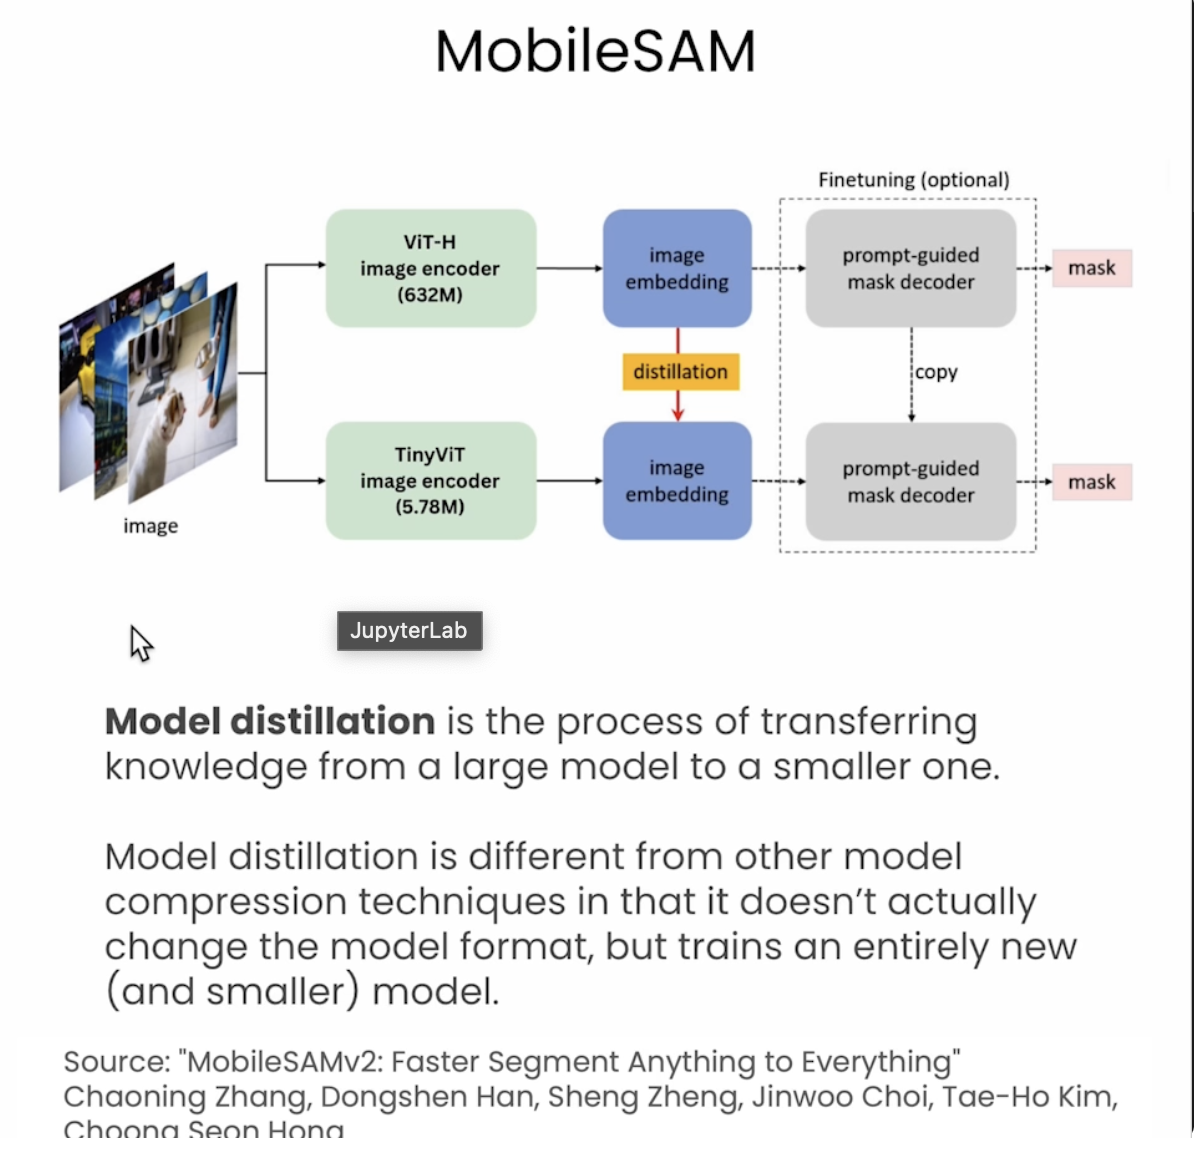 MobileSAM
Finetuning (optional)
ViT-H
image encoder
(632M)
image
embedding
prompt-guided
mask decoder
mask
distillation
copy
TinyViT
image encoder
(5.78M)
image
embedding
prompt-guided
mask decoder
mask
image
JupyterLab
Model distillation is the process of transferring
knowledge from a large model to a smaller one.
Model distillation is different from other model
compression techniques in that it doesn't actually
change the model format, but trains an entirely new
(and smaller) model.
Source: "MobileSAMv2: Faster Segment Anything to Everything"
Chaoning Zhang, Dongshen Han, Sheng Zheng, Jinwoo Choi, Tae-Ho Kim,
Choong Seon Hong